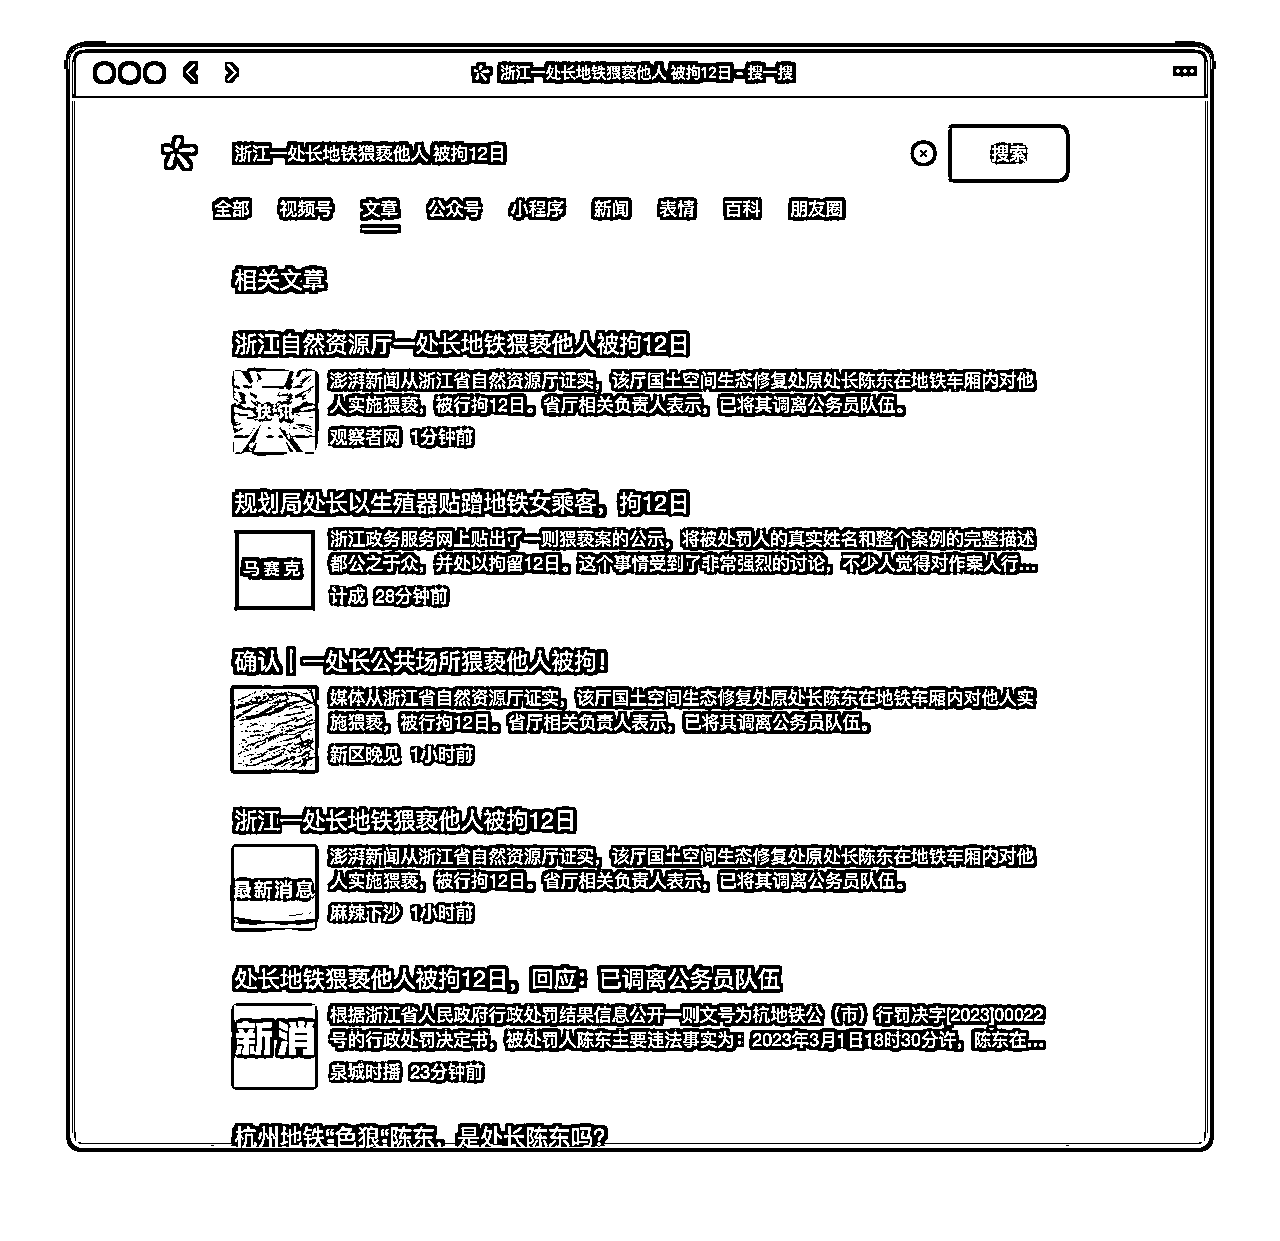 浙江一处长地铁猥亵他人 被拘12日 - 搜一搜
浙江一处长地铁猥亵他人 被拘12日
搜索
全部 视频号 文章 公众号 小程序 新闻 表情 百科 朋友圈
相关文章
浙江自然资源厅一处长地铁猥亵他人被拘12日
快讯
澎湃新闻从浙江省自然资源厅证实，该厅国土空间生态修复处原处长陈东在地铁车厢内对他
人实施猥亵，被行拘12日。省厅相关负责人表示，已将其调离公务员队伍。
观察者网 1分钟前
规划局处长以生殖器贴蹭地铁女乘客，拘12日
马赛克
浙江政务服务网上贴出了一则猥亵案的公示，将被处罚人的真实姓名和整个案例的完整描述
都公之于众，并处以拘留12日。这个事情受到了非常强烈的讨论，不少人觉得对作案人行...
计成 28分钟前
确认 | 一处长公共场所猥亵他人被拘！
媒体从浙江省自然资源厅证实，该厅国土空间生态修复处原处长陈东在地铁车厢内对他人实
施猥亵，被行拘12日。省厅相关负责人表示，已将其调离公务员队伍。
新区晚见 1小时前
浙江一处长地铁猥亵他人被拘12日
最新消息
澎湃新闻从浙江省自然资源厅证实，该厅国土空间生态修复处原处长陈东在地铁车厢内对他
人实施猥亵，被行拘12日。省厅相关负责人表示，已将其调离公务员队伍。
麻辣下沙 1小时前
处长地铁猥亵他人被拘12日，回应：已调离公务员队伍
新消
根据浙江省人民政府行政处罚结果信息公开一则文号为杭地铁公（市）行罚决字[2023]00022
号的行政处罚决定书，被处罚人陈东主要违法事实为：2023年3月1日18时30分许，陈东在...
泉城时播 23分钟前
杭州地铁“色狼“陈东，是处长陈东吗？